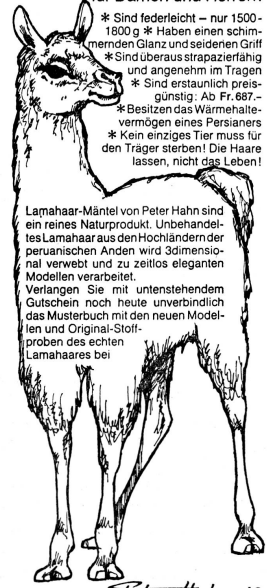 für Damen und Herren
* Sind federleicht – nur 1500-
1800 g * Haben einen schim-
mernden Glanz und seidenen Griff
* Sind überaus strapazierfähig
und angenehm im Tragen
* Sind erstaunlich preis-
günstig: Ab Fr. 687.–
* Besitzen das Wärmehalte-
vermögen eines Persianers
* Kein einziges Tier muss für
den Träger sterben! Die Haare
lassen, nicht das Leben!
Lamahaar-Mäntel von Peter Hahn sind
ein reines Naturprodukt. Unbehandel-
tes Lamahaar aus den Hochländern der
peruanischen Anden wird 3dimensio-
nal verwebt und zu zeitlos eleganten
Modellen verarbeitet.
Verlangen Sie mit untenstehendem
Gutschein noch heute unverbindlich
das Musterbuch mit den neuen Model-
len und Original-Stoff-
proben des echten
Lamahaares bei